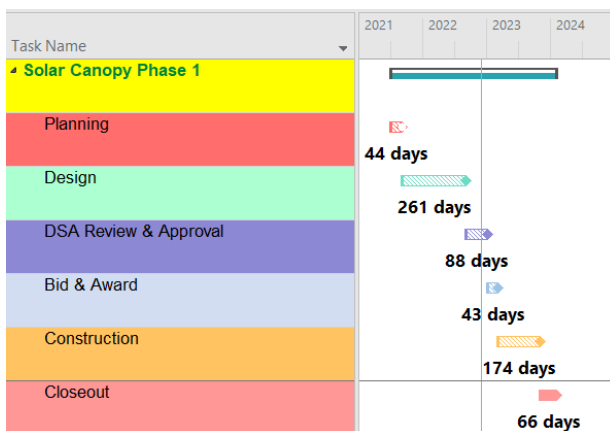 2021 2022 2023 2024
Task Name
Solar Canopy Phase 1
Planning
44 days
Design
261 days
DSA Review & Approval
88 days
Bid & Award
43 days
Construction
174 days
Closeout
66 days